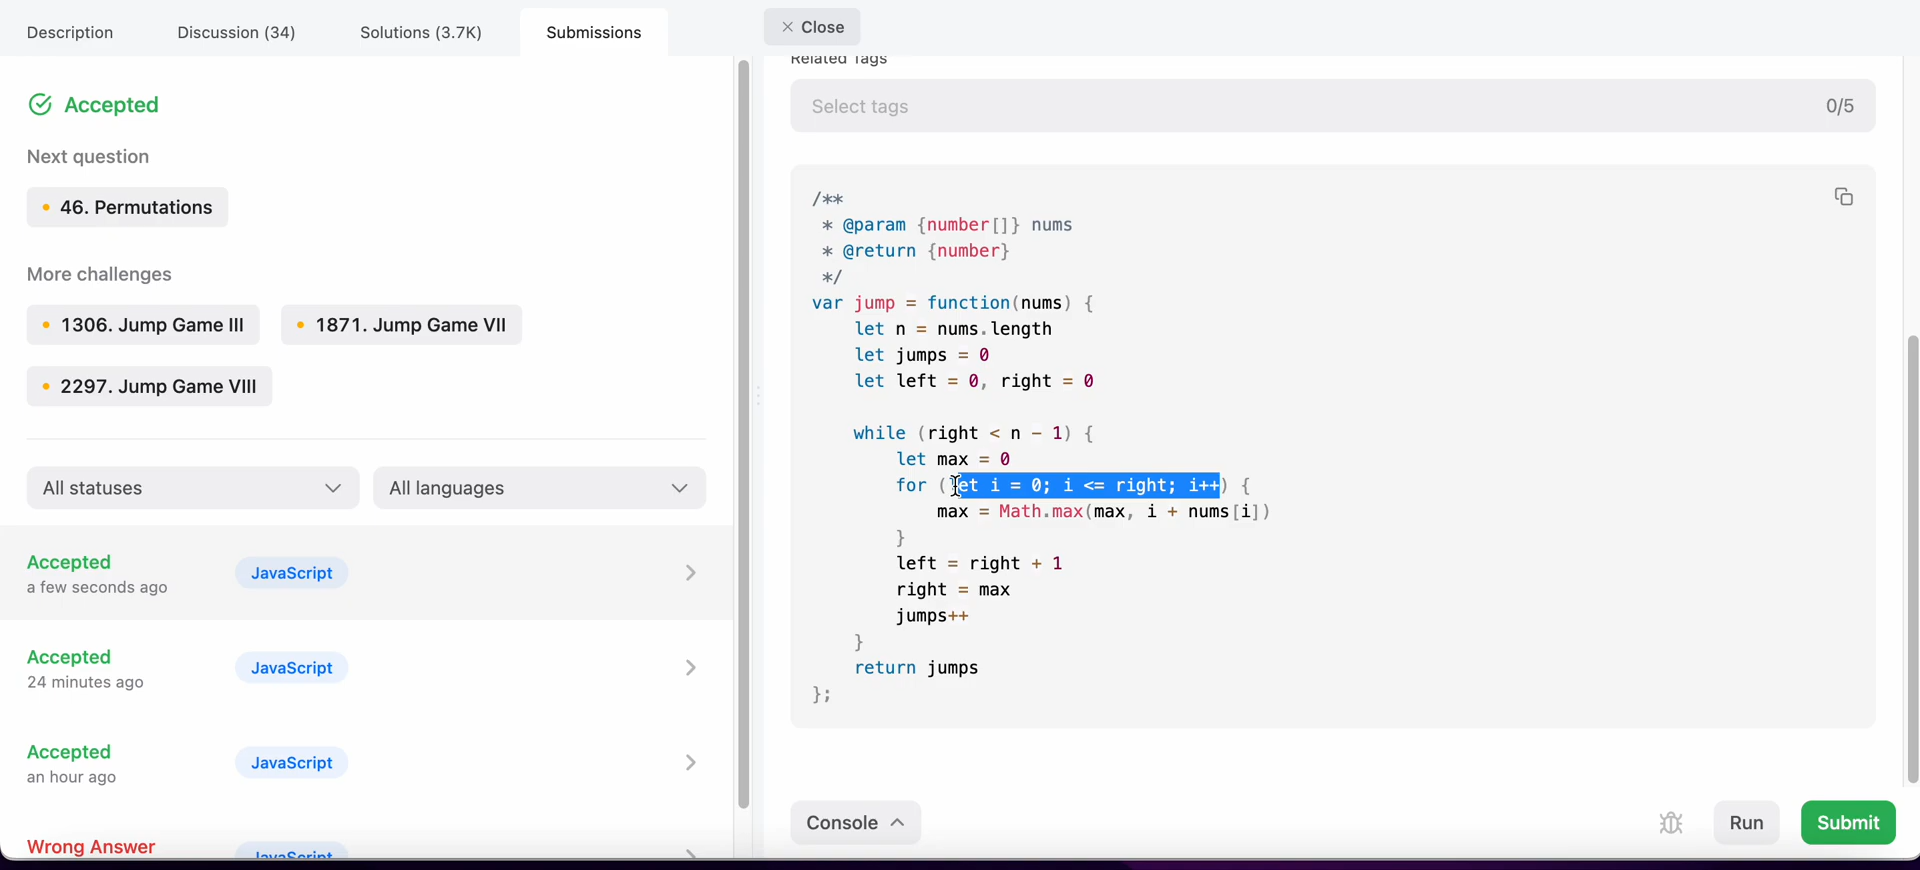 Description
Discussion (34)
Solutions (3.7K)
Submissions
Close
Accepted
Next question
46. Permutations
More challenges
1306. Jump Game III
1871. Jump Game VII
2297. Jump Game VIII
All statuses
All languages
Accepted
a few seconds ago
JavaScript
Accepted
24 minutes ago
JavaScript
Accepted
an hour ago
JavaScript
Wrong Answer
JavaScript
Related Tags
Select tags
0/5
/**
 * @param {number[]} nums
 * @return {number}
 */
var jump = function(nums) {
    let n = nums.length
    let jumps = 0
    let left = 0, right = 0
    while (right < n - 1) {
        let max = 0
        for (let i = 0; i <= right; i++) {
            max = Math.max(max, i + nums[i])
        }
        left = right + 1
        right = max
        jumps++
    }
    return jumps
};
Console
Run
Submit